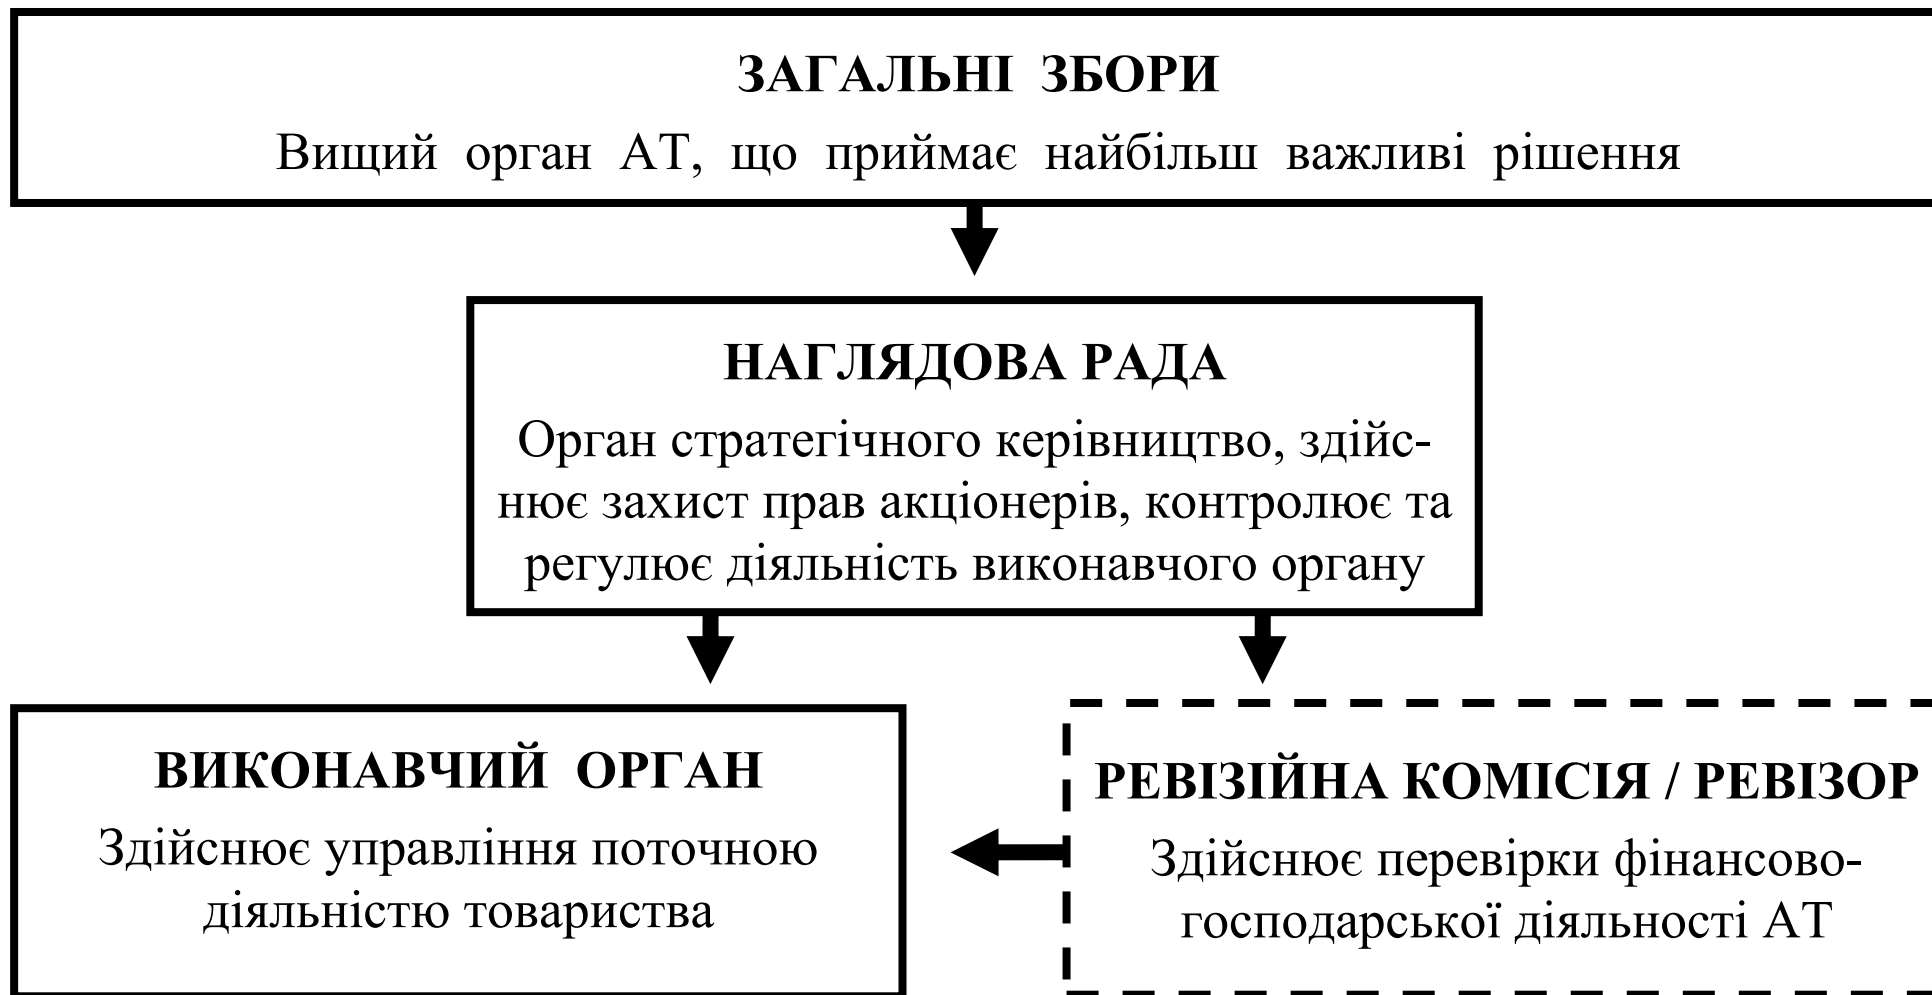 ЗАГАЛЬНІ ЗБОРИ
Вищий орган АТ, що приймає найбільш важливі рішення
НАГЛЯДОВА РАДА
Орган стратегічного керівництво, здійс-
нює захист прав акціонерів, контролює та
регулює діяльність виконавчого органу
ВИКОНАВЧИЙ ОРГАН
Здійснює управління поточною
діяльністю товариства
РЕВІЗІЙНА КОМІСІЯ / РЕВІЗОР
Здійснює перевірки фінансово-
господарської діяльності АТ